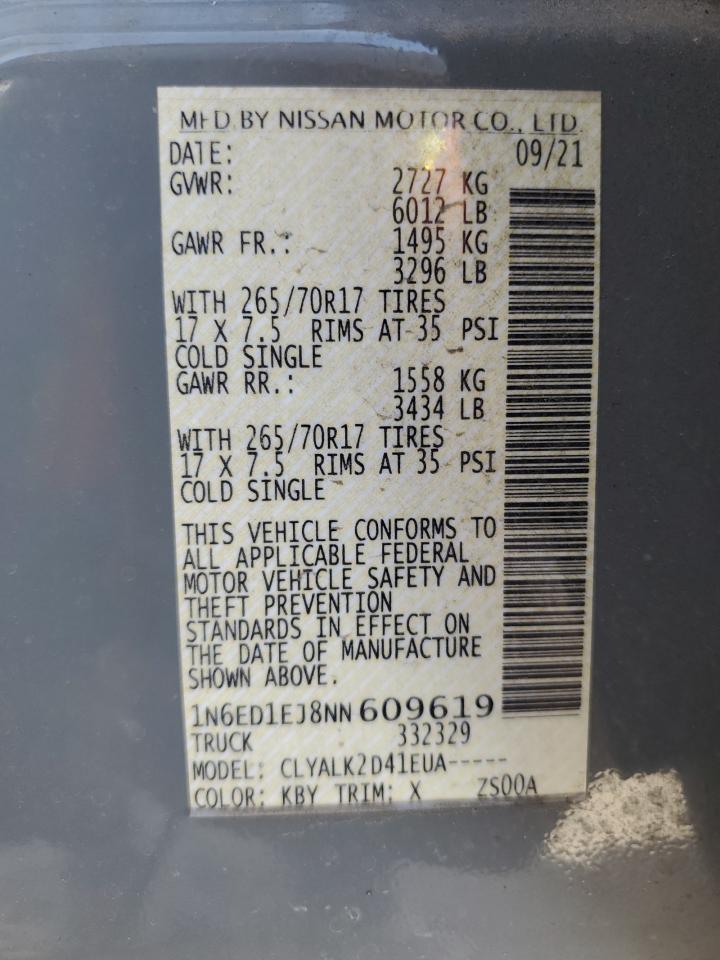 MFD BY NISSAN MOTOR CO., LTD.
DATE: 09/21
GVWR: 2727 KG
6012 LB
GAWR FR.: 1495 KG
3296 LB
WITH 265/70R17 TIRES
17 X 7.5 RIMS AT 35 PSI
COLD SINGLE
GAWR RR.: 1558 KG
3434 LB
WITH 265/70R17 TIRES
17 X 7.5 RIMS AT 35 PSI
COLD SINGLE
THIS VEHICLE CONFORMS TO
ALL APPLICABLE FEDERAL
MOTOR VEHICLE SAFETY AND
THEFT PREVENTION
STANDARDS IN EFFECT ON
THE DATE OF MANUFACTURE
SHOWN ABOVE.
1N6ED1EJ8NN609619
TRUCK 332329
MODEL: CLYALK2D41EUA-----
COLOR: KBY TRIM: X ZS00A